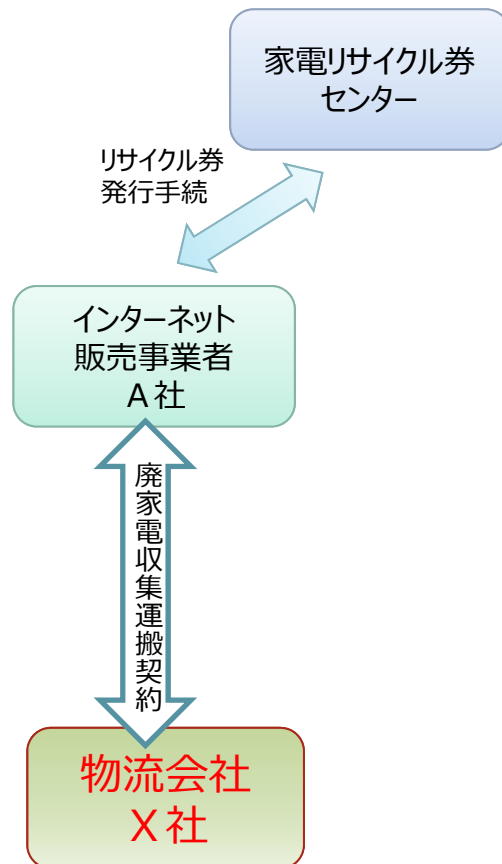 家電リサイクル券
センター
リサイクル券
発行手続
インターネット
販売事業者
A社
廃家電収集運搬契約
物流会社
X社